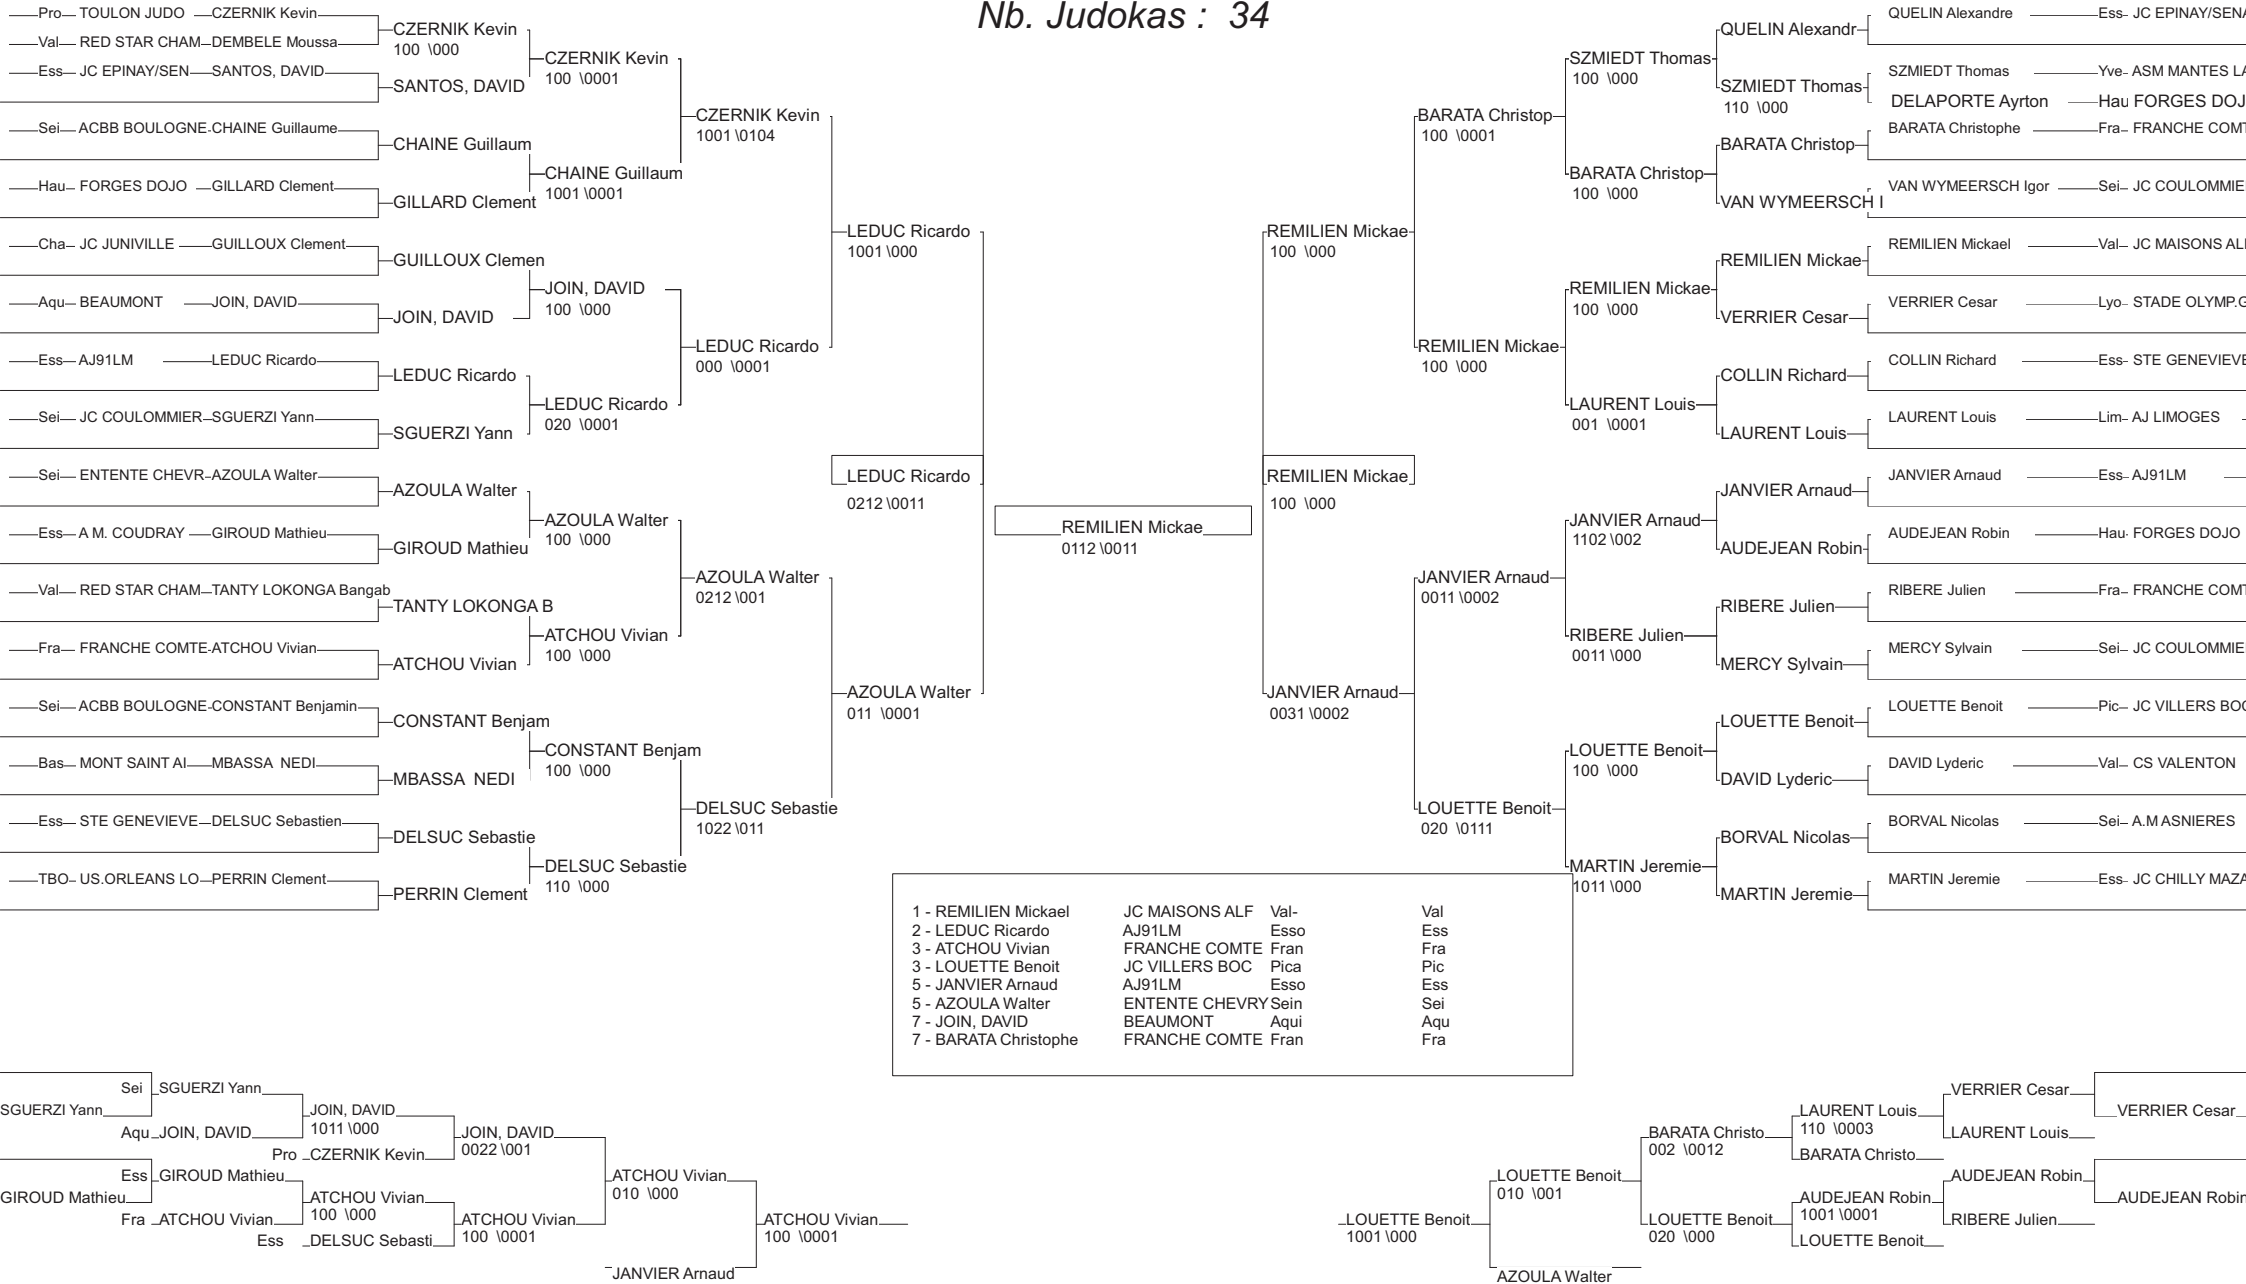 Nb. Judokas : 34
Pro TOULON JUDO CZERNIK Kevin
Val RED STAR CHAM DEMBELE Moussa
Ess JC EPINAY/SEN SANTOS, DAVID
Sei ACBB BOULOGNE CHAINE Guillaume
Hau FORGES DOJO GILLARD Clement
Cha JC JUNIVILLE GUILLOUX Clement
Aqu BEAUMONT JOIN, DAVID
Ess AJ91LM LEDUC Ricardo
Sei JC COULOMMIER SGUERZI Yann
Sei ENTENTE CHEVR AZOULA Walter
Ess A M. COUDRAY GIROUD Mathieu
Val RED STAR CHAM TANTY LOKONGA Bangab
Fra FRANCHE COMTE ATCHOU Vivian
Sei ACBB BOULOGNE CONSTANT Benjamin
Bas MONT SAINT AI MBASSA NEDI
Ess STE GENEVIEVE DELSUC Sebastien
TBO US.ORLEANS LO PERRIN Clement
CZERNIK Kevin
100 \000
SANTOS, DAVID
CHAINE Guillaum
GILLARD Clement
GUILLOUX Clemen
JOIN, DAVID
LEDUC Ricardo
SGUERZI Yann
AZOULA Walter
GIROUD Mathieu
TANTY LOKONGA B
ATCHOU Vivian
CONSTANT Benjam
MBASSA NEDI
DELSUC Sebastie
PERRIN Clement
CZERNIK Kevin
100 \0001
CHAINE Guillaum
1001 \0001
JOIN, DAVID
100 \000
LEDUC Ricardo
020 \0001
AZOULA Walter
100 \000
ATCHOU Vivian
100 \000
CONSTANT Benjam
100 \000
DELSUC Sebastie
110 \000
CZERNIK Kevin
1001 \0104
LEDUC Ricardo
000 \0001
AZOULA Walter
0212 \001
DELSUC Sebastie
1022 \011
LEDUC Ricardo
1001 \000
LEDUC Ricardo
0212 \0011
AZOULA Walter
011 \0001
REMILIEN Mickae
0112 \0011
REMILIEN Mickae
100 \000
REMILIEN Mickae
100 \000
JANVIER Arnaud
0031 \0002
BARATA Christop
100 \0001
REMILIEN Mickae
100 \000
JANVIER Arnaud
0011 \0002
LOUETTE Benoit
020 \0111
SZMIEDT Thomas
100 \000
BARATA Christop
100 \000
REMILIEN Mickae
100 \000
LAURENT Louis
001 \0001
JANVIER Arnaud
1102 \002
RIBERE Julien
0011 \000
LOUETTE Benoit
100 \000
MARTIN Jeremie
1011 \000
QUELIN Alexandr
SZMIEDT Thomas
110 \000
BARATA Christop
VAN WYMEERSCH I
REMILIEN Mickae
VERRIER Cesar
COLLIN Richard
LAURENT Louis
JANVIER Arnaud
AUDEJEAN Robin
RIBERE Julien
MERCY Sylvain
LOUETTE Benoit
DAVID Lyderic
BORVAL Nicolas
MARTIN Jeremie
QUELIN Alexandre Ess JC EPINAY/SENA
SZMIEDT Thomas Yve ASM MANTES LA
DELAPORTE Ayrton Hau FORGES DOJ
BARATA Christophe Fra FRANCHE COMT
VAN WYMEERSCH Igor Sei JC COULOMMIE
REMILIEN Mickael Val JC MAISONS AL
VERRIER Cesar Lyo STADE OLYMP.G
COLLIN Richard Ess STE GENEVIEVE
LAURENT Louis Lim AJ LIMOGES
JANVIER Arnaud Ess AJ91LM
AUDEJEAN Robin Hau FORGES DOJO
RIBERE Julien Fra FRANCHE COMT
MERCY Sylvain Sei JC COULOMMIE
LOUETTE Benoit Pic JC VILLERS BOC
DAVID Lyderic Val CS VALENTON
BORVAL Nicolas Sei A.M ASNIERES
MARTIN Jeremie Ess JC CHILLY MAZA
1 - REMILIEN Mickael JC MAISONS ALF Val- Val
2 - LEDUC Ricardo AJ91LM Esso Ess
3 - ATCHOU Vivian FRANCHE COMTE Fran Fra
3 - LOUETTE Benoit JC VILLERS BOC Pica Pic
5 - JANVIER Arnaud AJ91LM Esso Ess
5 - AZOULA Walter ENTENTE CHEVRY Sein Sei
7 - JOIN, DAVID BEAUMONT Aqui Aqu
7 - BARATA Christophe FRANCHE COMTE Fran Fra
SGUERZI Yann
GIROUD Mathieu
Sei SGUERZI Yann
Aqu JOIN, DAVID
Ess GIROUD Mathieu
Fra ATCHOU Vivian
JOIN, DAVID
1011 \000
Pro CZERNIK Kevin
ATCHOU Vivian
100 \000
Ess DELSUC Sebasti
JOIN, DAVID
0022 \001
ATCHOU Vivian
100 \0001
ATCHOU Vivian
010 \000
JANVIER Arnaud
ATCHOU Vivian
100 \0001
LOUETTE Benoit
1001 \000
LOUETTE Benoit
010 \001
AZOULA Walter
BARATA Christo
002 \0012
LOUETTE Benoit
020 \000
LAURENT Louis
110 \0003
BARATA Christo
AUDEJEAN Robin
1001 \0001
LOUETTE Benoit
VERRIER Cesar
LAURENT Louis
AUDEJEAN Robin
RIBERE Julien
VERRIER Cesar
AUDEJEAN Robin